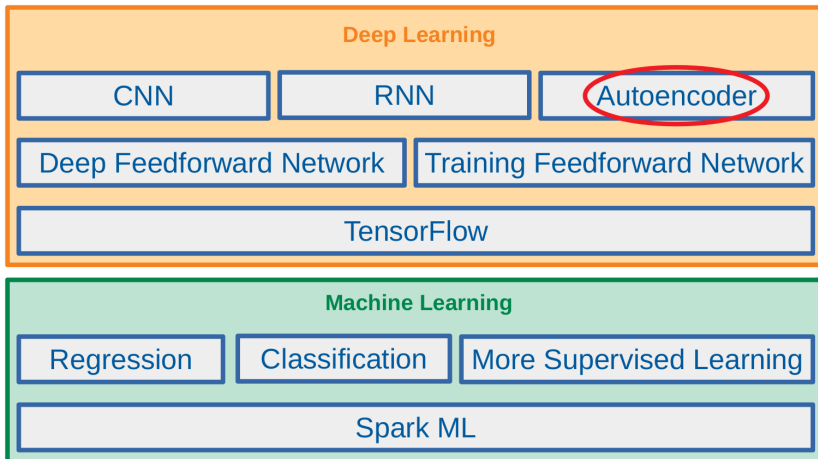 Deep Learning
CNN RNN Autoencoder
Deep Feedforward Network Training Feedforward Network
TensorFlow
Machine Learning
Regression Classification More Supervised Learning
Spark ML